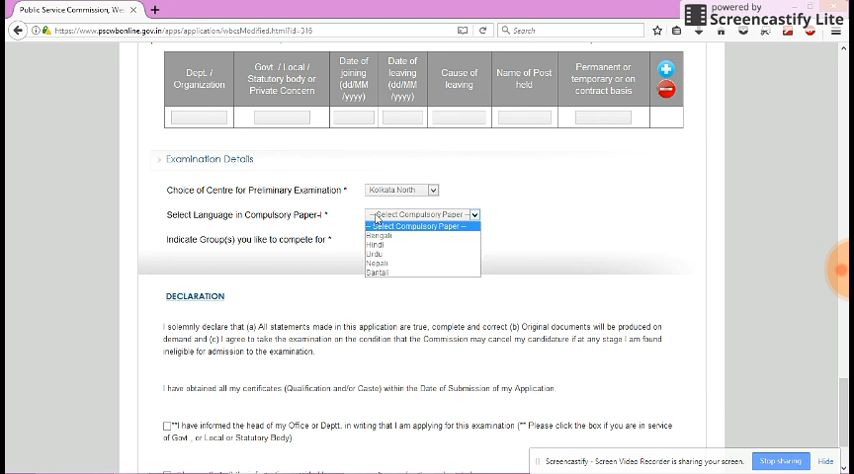 Public Service Commission, Wes
powered by
Screencastify Lite
https://www.pscwbonline.gov.in/apps/application/wbcsModified.html?id=316
Search
Dept. / Organization
Govt. / Local / Statutory body or Private Concern
Date of joining (dd/MM /yyyy)
Date of leaving (dd/MM /yyyy)
Cause of leaving
Name of Post held
Permanent or temporary or on contract basis
Examination Details
Choice of Centre for Preliminary Examination * Kolkata North
Select Language in Compulsory Paper-I * -- Select Compulsory Paper --
-- Select Compulsory Paper --
Indicate Group(s) you like to compete for *
Bengali
Hindi
Urdu
Nepali
Santali
DECLARATION
I solemnly declare that (a) All statements made in this application are true, complete and correct (b) Original documents will be produced on
demand and (c) I agree to take the examination on the condition that the Commission may cancel my candidature if at any stage I am found
ineligible for admission to the examination.
I have obtained all my certificates (Qualification and/or Caste) within the Date of Submission of my Application.
**I have informed the head of my Office or Deptt. in writing that I am applying for this examination (** Please click the box if you are in service
of Govt., or Local or Statutory Body)
Screencastify - Screen Video Recorder is sharing your screen.
Stop sharing
Hide